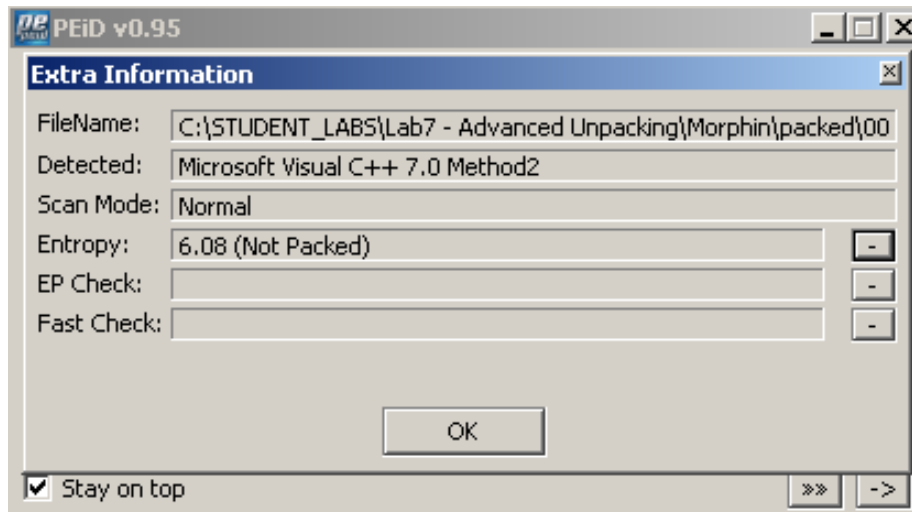 PEiD v0.95
Extra Information
FileName: C:\STUDENT_LABS\Lab7 - Advanced Unpacking\Morphin\packed\00
Detected: Microsoft Visual C++ 7.0 Method2
Scan Mode: Normal
Entropy: 6.08 (Not Packed) -
EP Check: -
Fast Check: -
OK
Stay on top »» ->